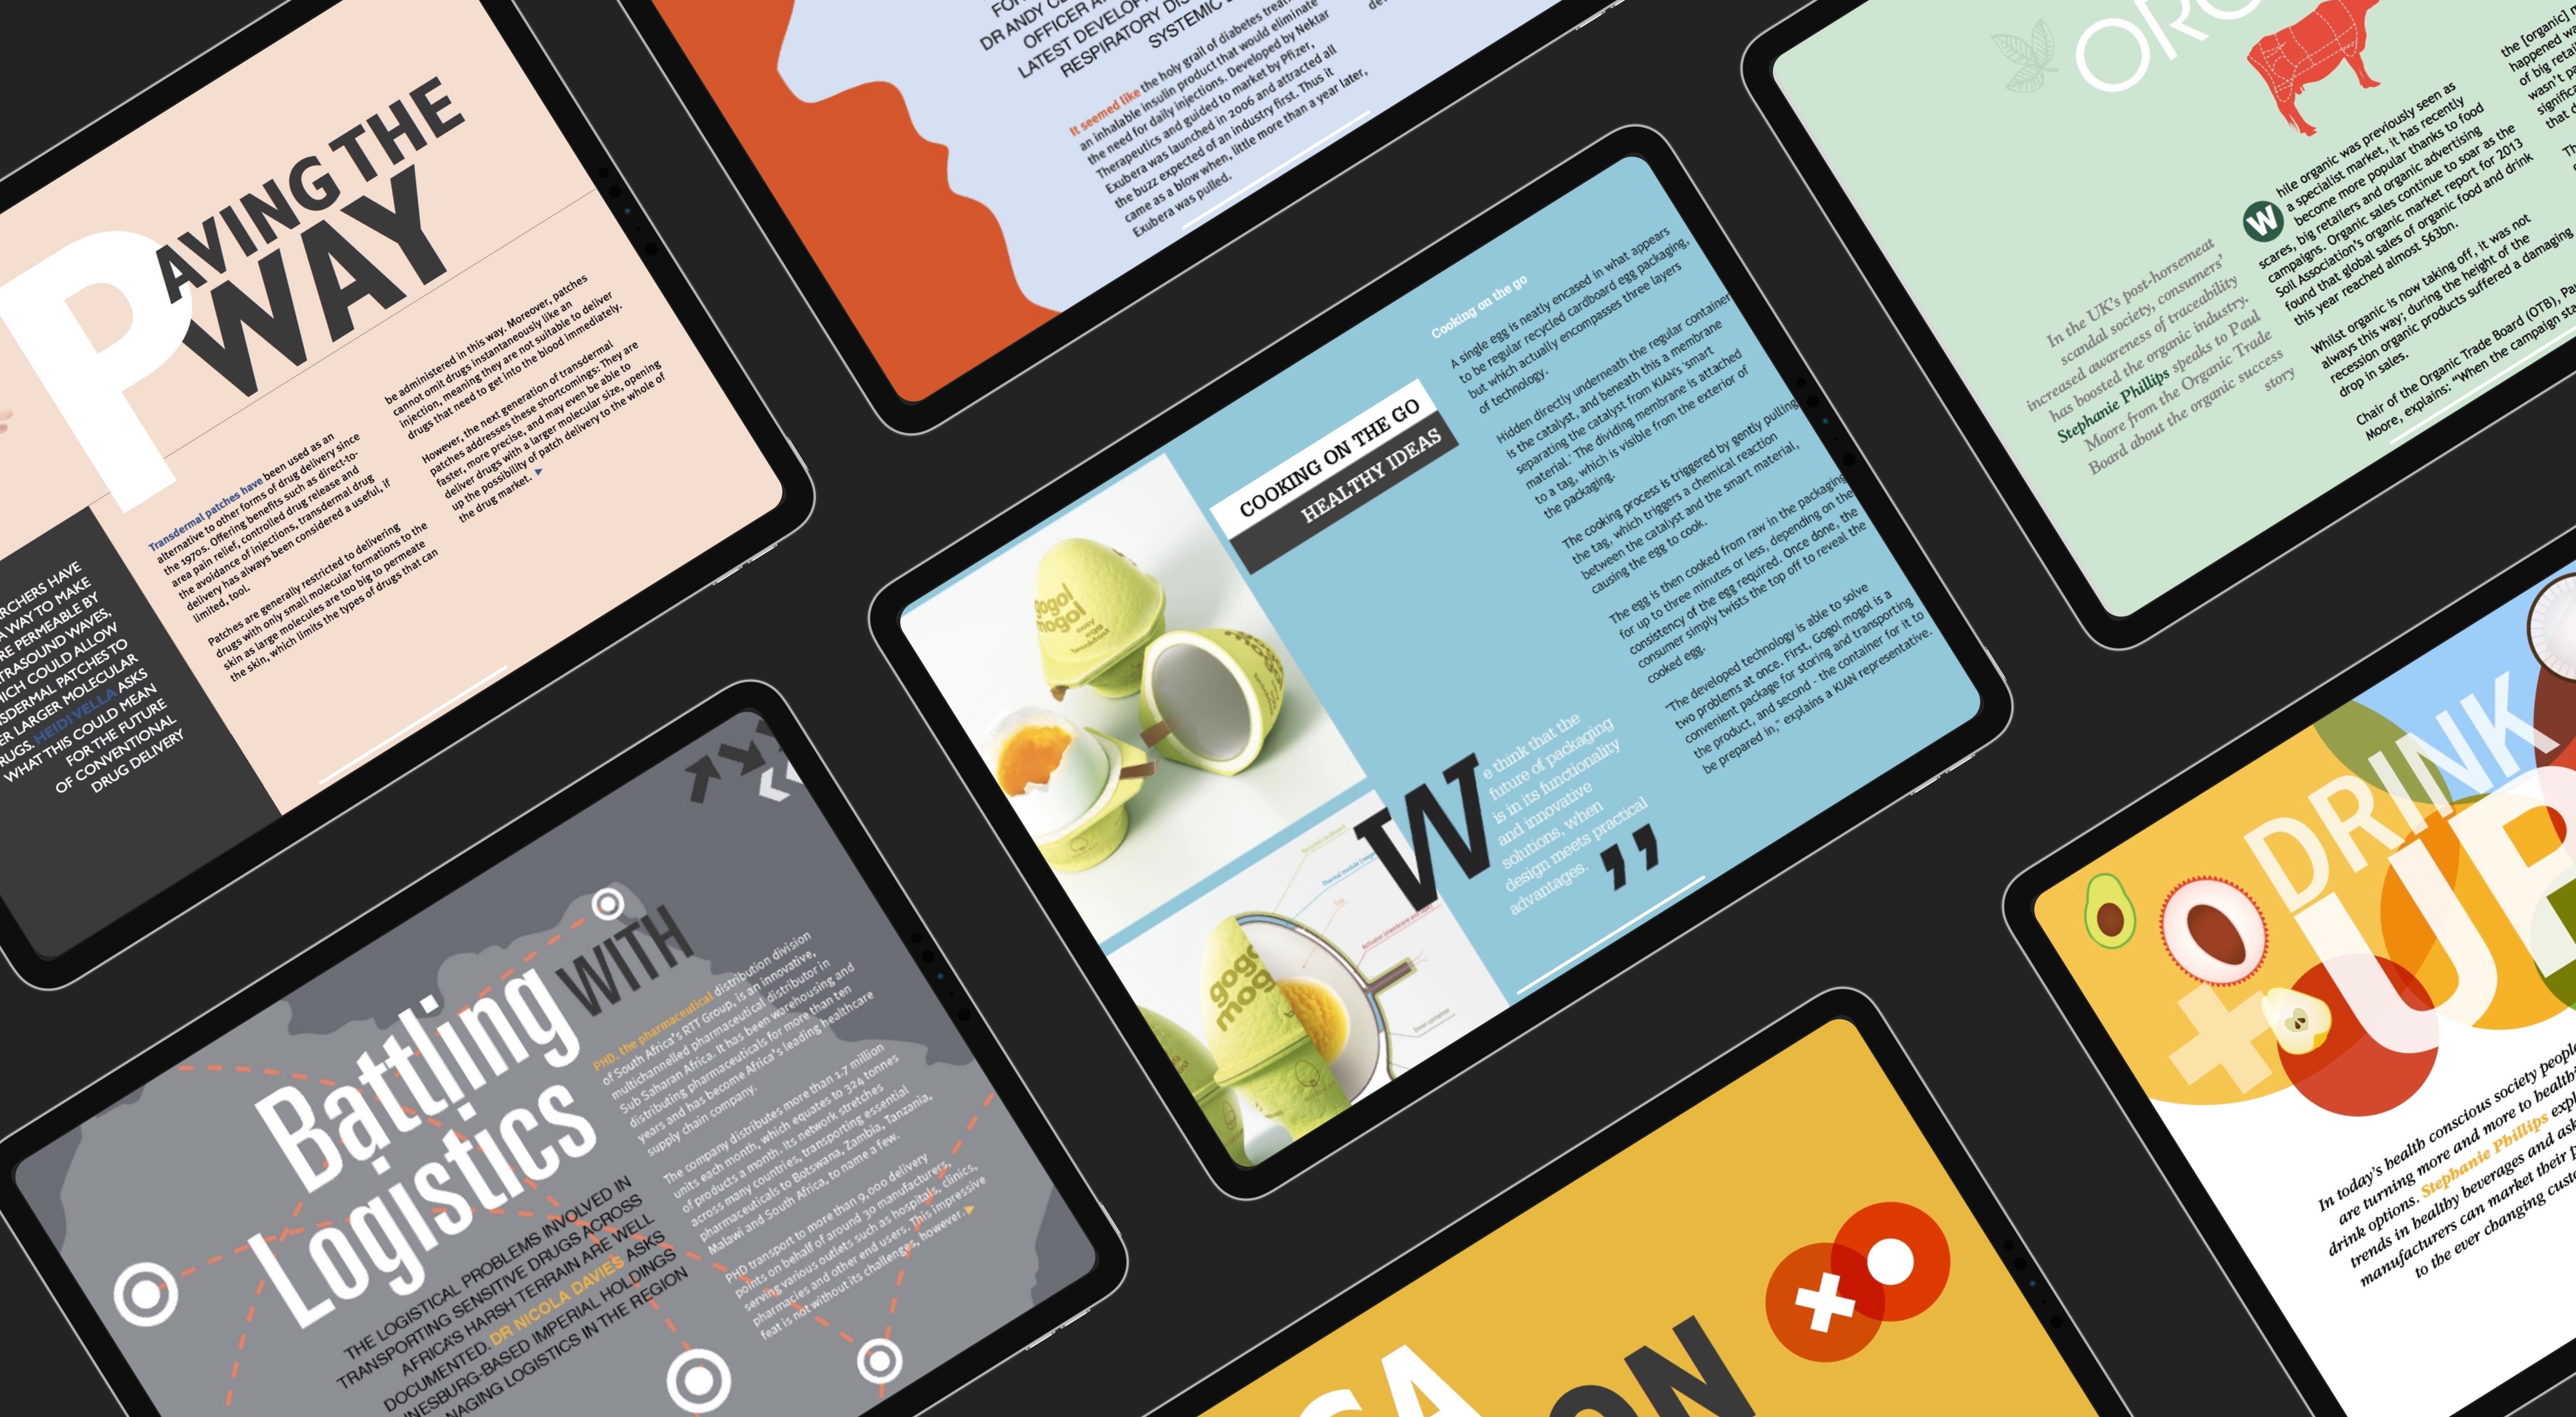 PAVING THE
WAY
RCHERS HAVE
A WAY TO MAKE
RE PERMEABLE BY
TRASOUND WAVES,
HICH COULD ALLOW
NSDERMAL PATCHES TO
ER LARGER MOLECULAR
RUGS. HEIDI VELLA ASKS
WHAT THIS COULD MEAN
FOR THE FUTURE
OF CONVENTIONAL
DRUG DELIVERY
Transdermal patches have been used as an
alternative to other forms of drug delivery since
the 1970s. Offering benefits such as direct-to-
area pain relief, controlled drug release and
the avoidance of injections, transdermal drug
delivery has always been considered a useful, if
limited, tool.
Patches are generally restricted to delivering
drugs with only small molecular formations to the
skin as large molecules are too big to permeate
the skin, which limits the types of drugs that can
be administered in this way. Moreover, patches
cannot omit drugs instantaneously like an
injection, meaning they are not suitable to deliver
drugs that need to get into the blood immediately.
However, the next generation of transdermal
patches addresses these shortcomings: They are
faster, more precise, and may even be able to
deliver drugs with a larger molecular size, opening
up the possibility of patch delivery to the whole of
the drug market.
FOR
DR ANDY CL
OFFICER A
LATEST DEVELOP
RESPIRATORY DIS
SYSTEMIC
It seemed like the holy grail of diabetes treat
an inhalable insulin product that would eliminate
the need for daily injections. Developed by Nektar
Therapeutics and guided to market by Pfizer,
Exubera was launched in 2006 and attracted all
the buzz expected of an industry first. Thus it
came as a blow when, little more than a year later,
Exubera was pulled.
de
ORG
In the UK's post-horsemeat
scandal society, consumers'
increased awareness of traceability
has boosted the organic industry.
Stephanie Phillips speaks to Paul
Moore from the Organic Trade
Board about the organic success
story
While organic was previously seen as
a specialist market, it has recently
become more popular thanks to food
scares, big retailers and organic advertising
campaigns. Organic sales continue to soar as the
Soil Association's organic market report for 2013
found that global sales of organic food and drink
this year reached almost $63bn.
Whilst organic is now taking off, it was not
always this way; during the height of the
recession organic products suffered a damaging
drop in sales.
Chair of the Organic Trade Board (OTB), Pa
Moore, explains: "When the campaign sta
the [organic] m
happened wa
of big retai
wasn't pa
signific
that
Th
COOKING ON THE GO
HEALTHY IDEAS
gogol
mogol
easy
egg
breakfast
gogo
mog
We think that the
future of packaging
is in its functionality
and innovative
solutions, when
design meets practical
advantages. ”
Cooking on the go
A single egg is neatly encased in what appears
to be regular recycled cardboard egg packaging,
but which actually encompasses three layers
of technology.
Hidden directly underneath the regular container
is the catalyst, and beneath this a membrane
separating the catalyst from KIAN's 'smart
material.' The dividing membrane is attached
to a tag, which is visible from the exterior of
the packaging.
The cooking process is triggered by gently pulling
the tag, which triggers a chemical reaction
between the catalyst and the smart material,
causing the egg to cook.
The egg is then cooked from raw in the packaging
for up to three minutes or less, depending on the
consistency of the egg required. Once done, the
consumer simply twists the top off to reveal the
cooked egg.
"The developed technology is able to solve
two problems at once. First, Gogol mogol is a
convenient package for storing and transporting
the product, and second - the container for it to
be prepared in," explains a KIAN representative.
Battling WITH
Logistics
THE LOGISTICAL PROBLEMS INVOLVED IN
TRANSPORTING SENSITIVE DRUGS ACROSS
AFRICA'S HARSH TERRAIN ARE WELL
DOCUMENTED. DR NICOLA DAVIES ASKS
NESBURG-BASED IMPERIAL HOLDINGS
NAGING LOGISTICS IN THE REGION
PHD, the pharmaceutical distribution division
of South Africa's RTT Group, is an innovative,
multichannelled pharmaceutical distributor in
Sub Saharan Africa. It has been warehousing and
distributing pharmaceuticals for more than ten
years and has become Africa's leading healthcare
supply chain company.
The company distributes more than 1.7 million
units each month, which equates to 324 tonnes
of products a month. Its network stretches
across many countries, transporting essential
pharmaceuticals to Botswana, Zambia, Tanzania,
Malawi and South Africa, to name a few.
PHD transport to more than 9,000 delivery
points on behalf of around 30 manufacturers,
serving various outlets such as hospitals, clinics,
pharmacies and other end users. This impressive
feat is not without its challenges, however.
DRINK
UP
In today's health conscious society people
are turning more and more to healthi
drink options. Stephanie Phillips expl
trends in healthy beverages and ask
manufacturers can market their p
to the ever changing custo
SA
ON